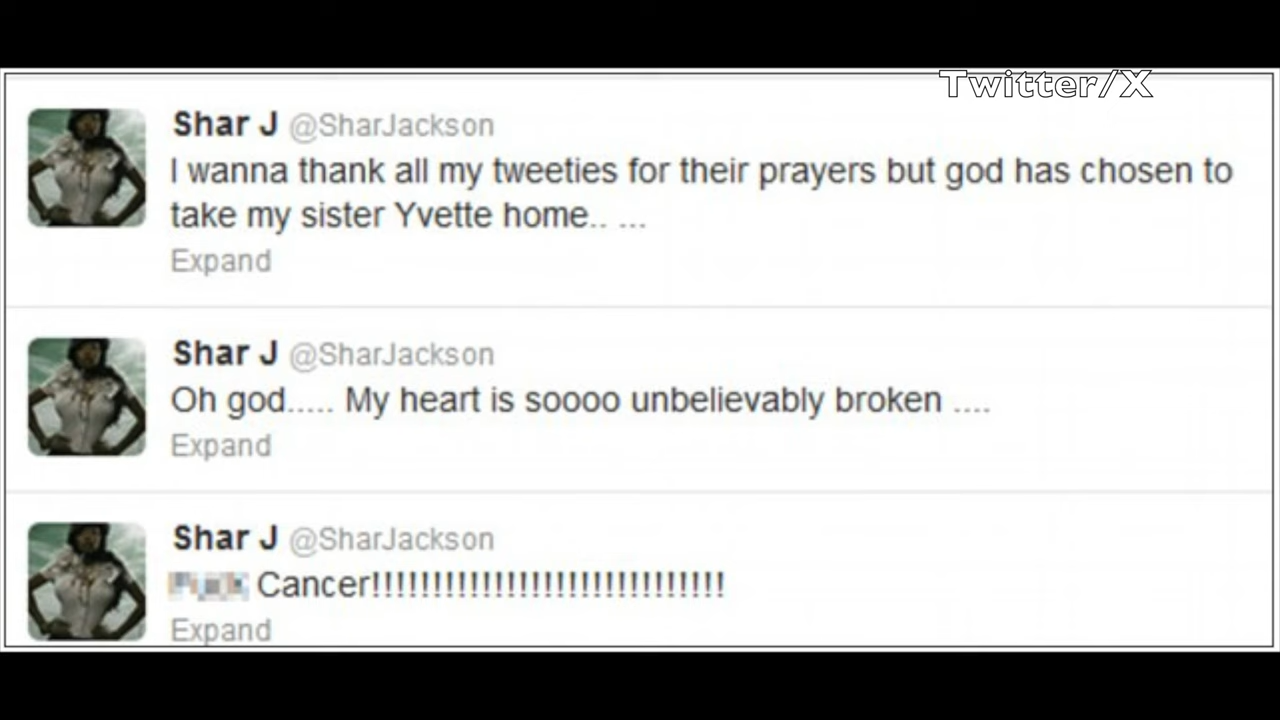 Twitter/X
Shar J @SharJackson
I wanna thank all my tweeties for their prayers but god has chosen to
take my sister Yvette home.. ...
Expand
Shar J @SharJackson
Oh god..... My heart is soooo unbelievably broken ....
Expand
Shar J @SharJackson
Cancer!!!!!!!!!!!!!!!!!!!!!!!!!!!!!
Expand